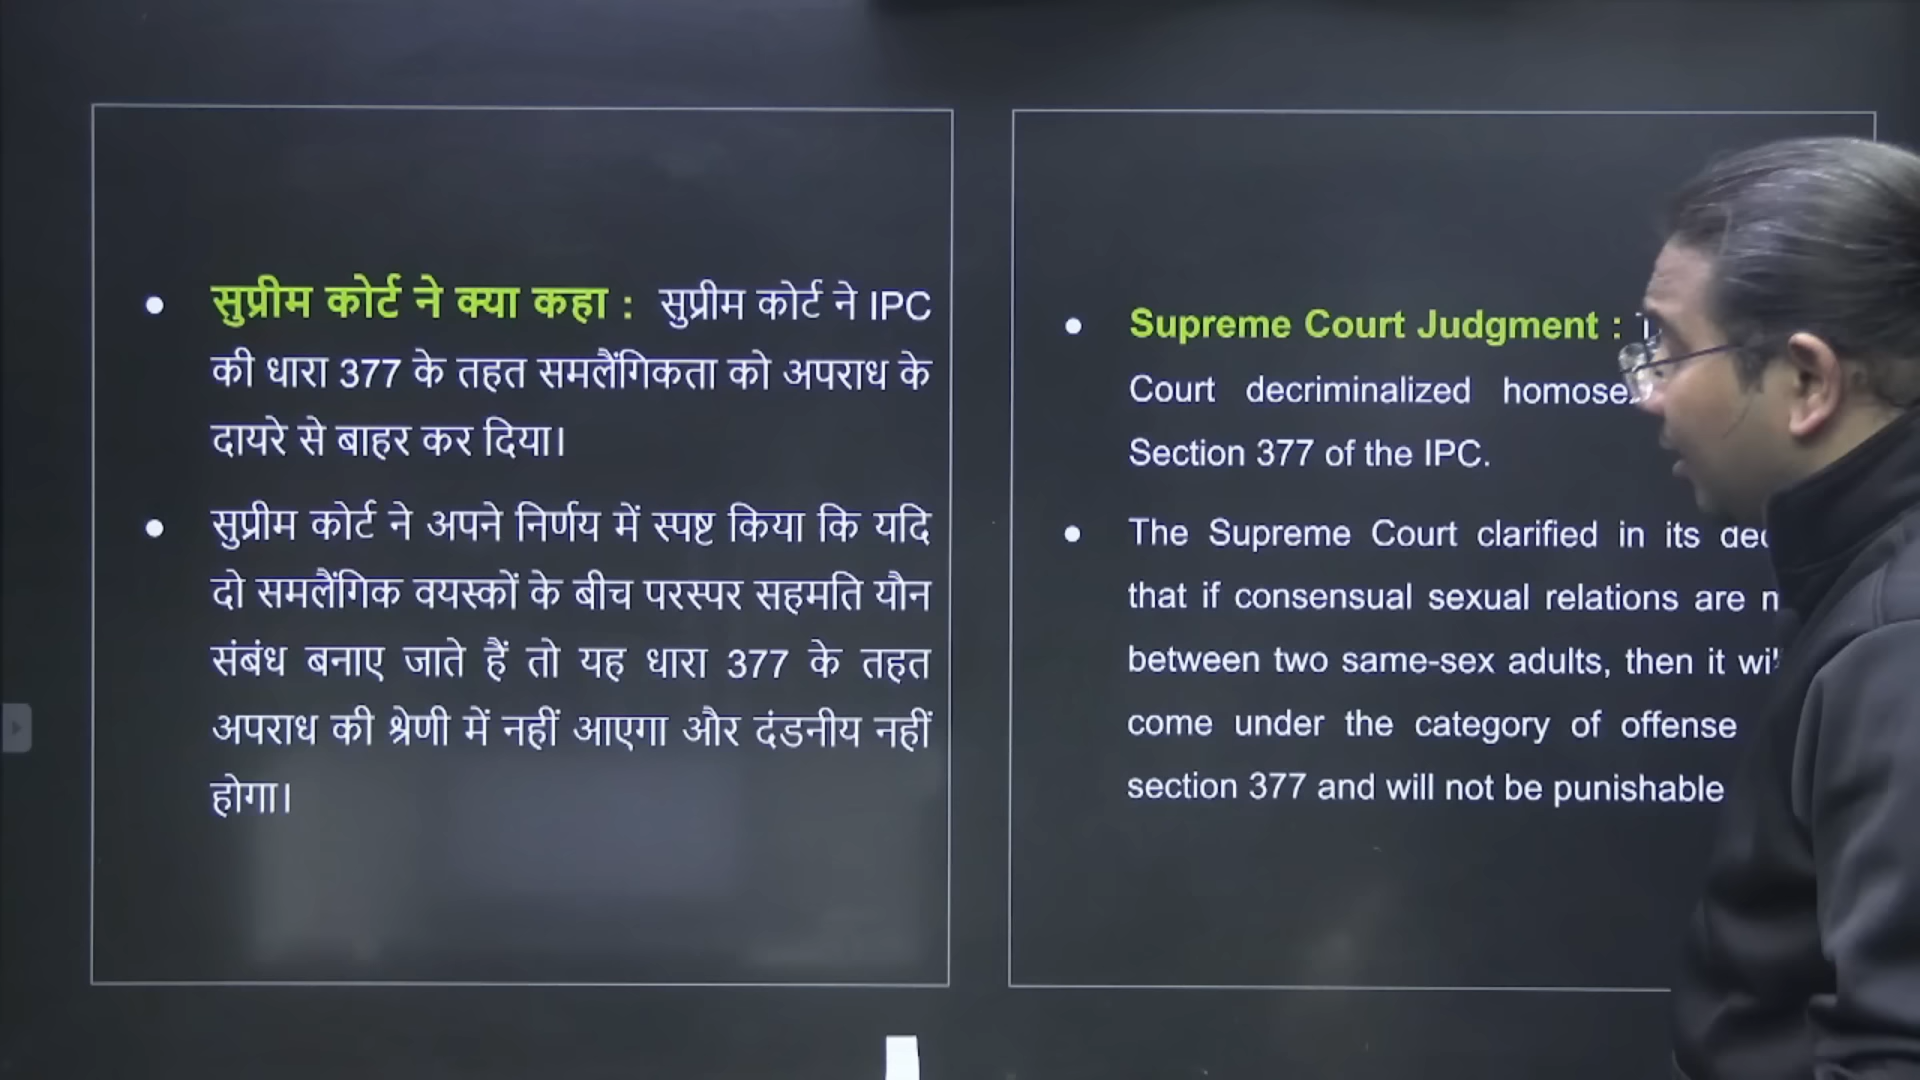 सुप्रीम कोर्ट ने क्या कहा : सुप्रीम कोर्ट ने IPC
की धारा 377 के तहत समलैंगिकता को अपराध के
दायरे से बाहर कर दिया।
सुप्रीम कोर्ट ने अपने निर्णय में स्पष्ट किया कि यदि
दो समलैंगिक वयस्कों के बीच परस्पर सहमति यौन
संबंध बनाए जाते हैं तो यह धारा 377 के तहत
अपराध की श्रेणी में नहीं आएगा और दंडनीय नहीं
होगा।
Supreme Court Judgment :
Court decriminalized
Section 377 of the IPC.
The Supreme Court clarified in its
that if consensual sexual relations are
between two same-sex adults, then it
come under the category of offense
section 377 and will not be punishable